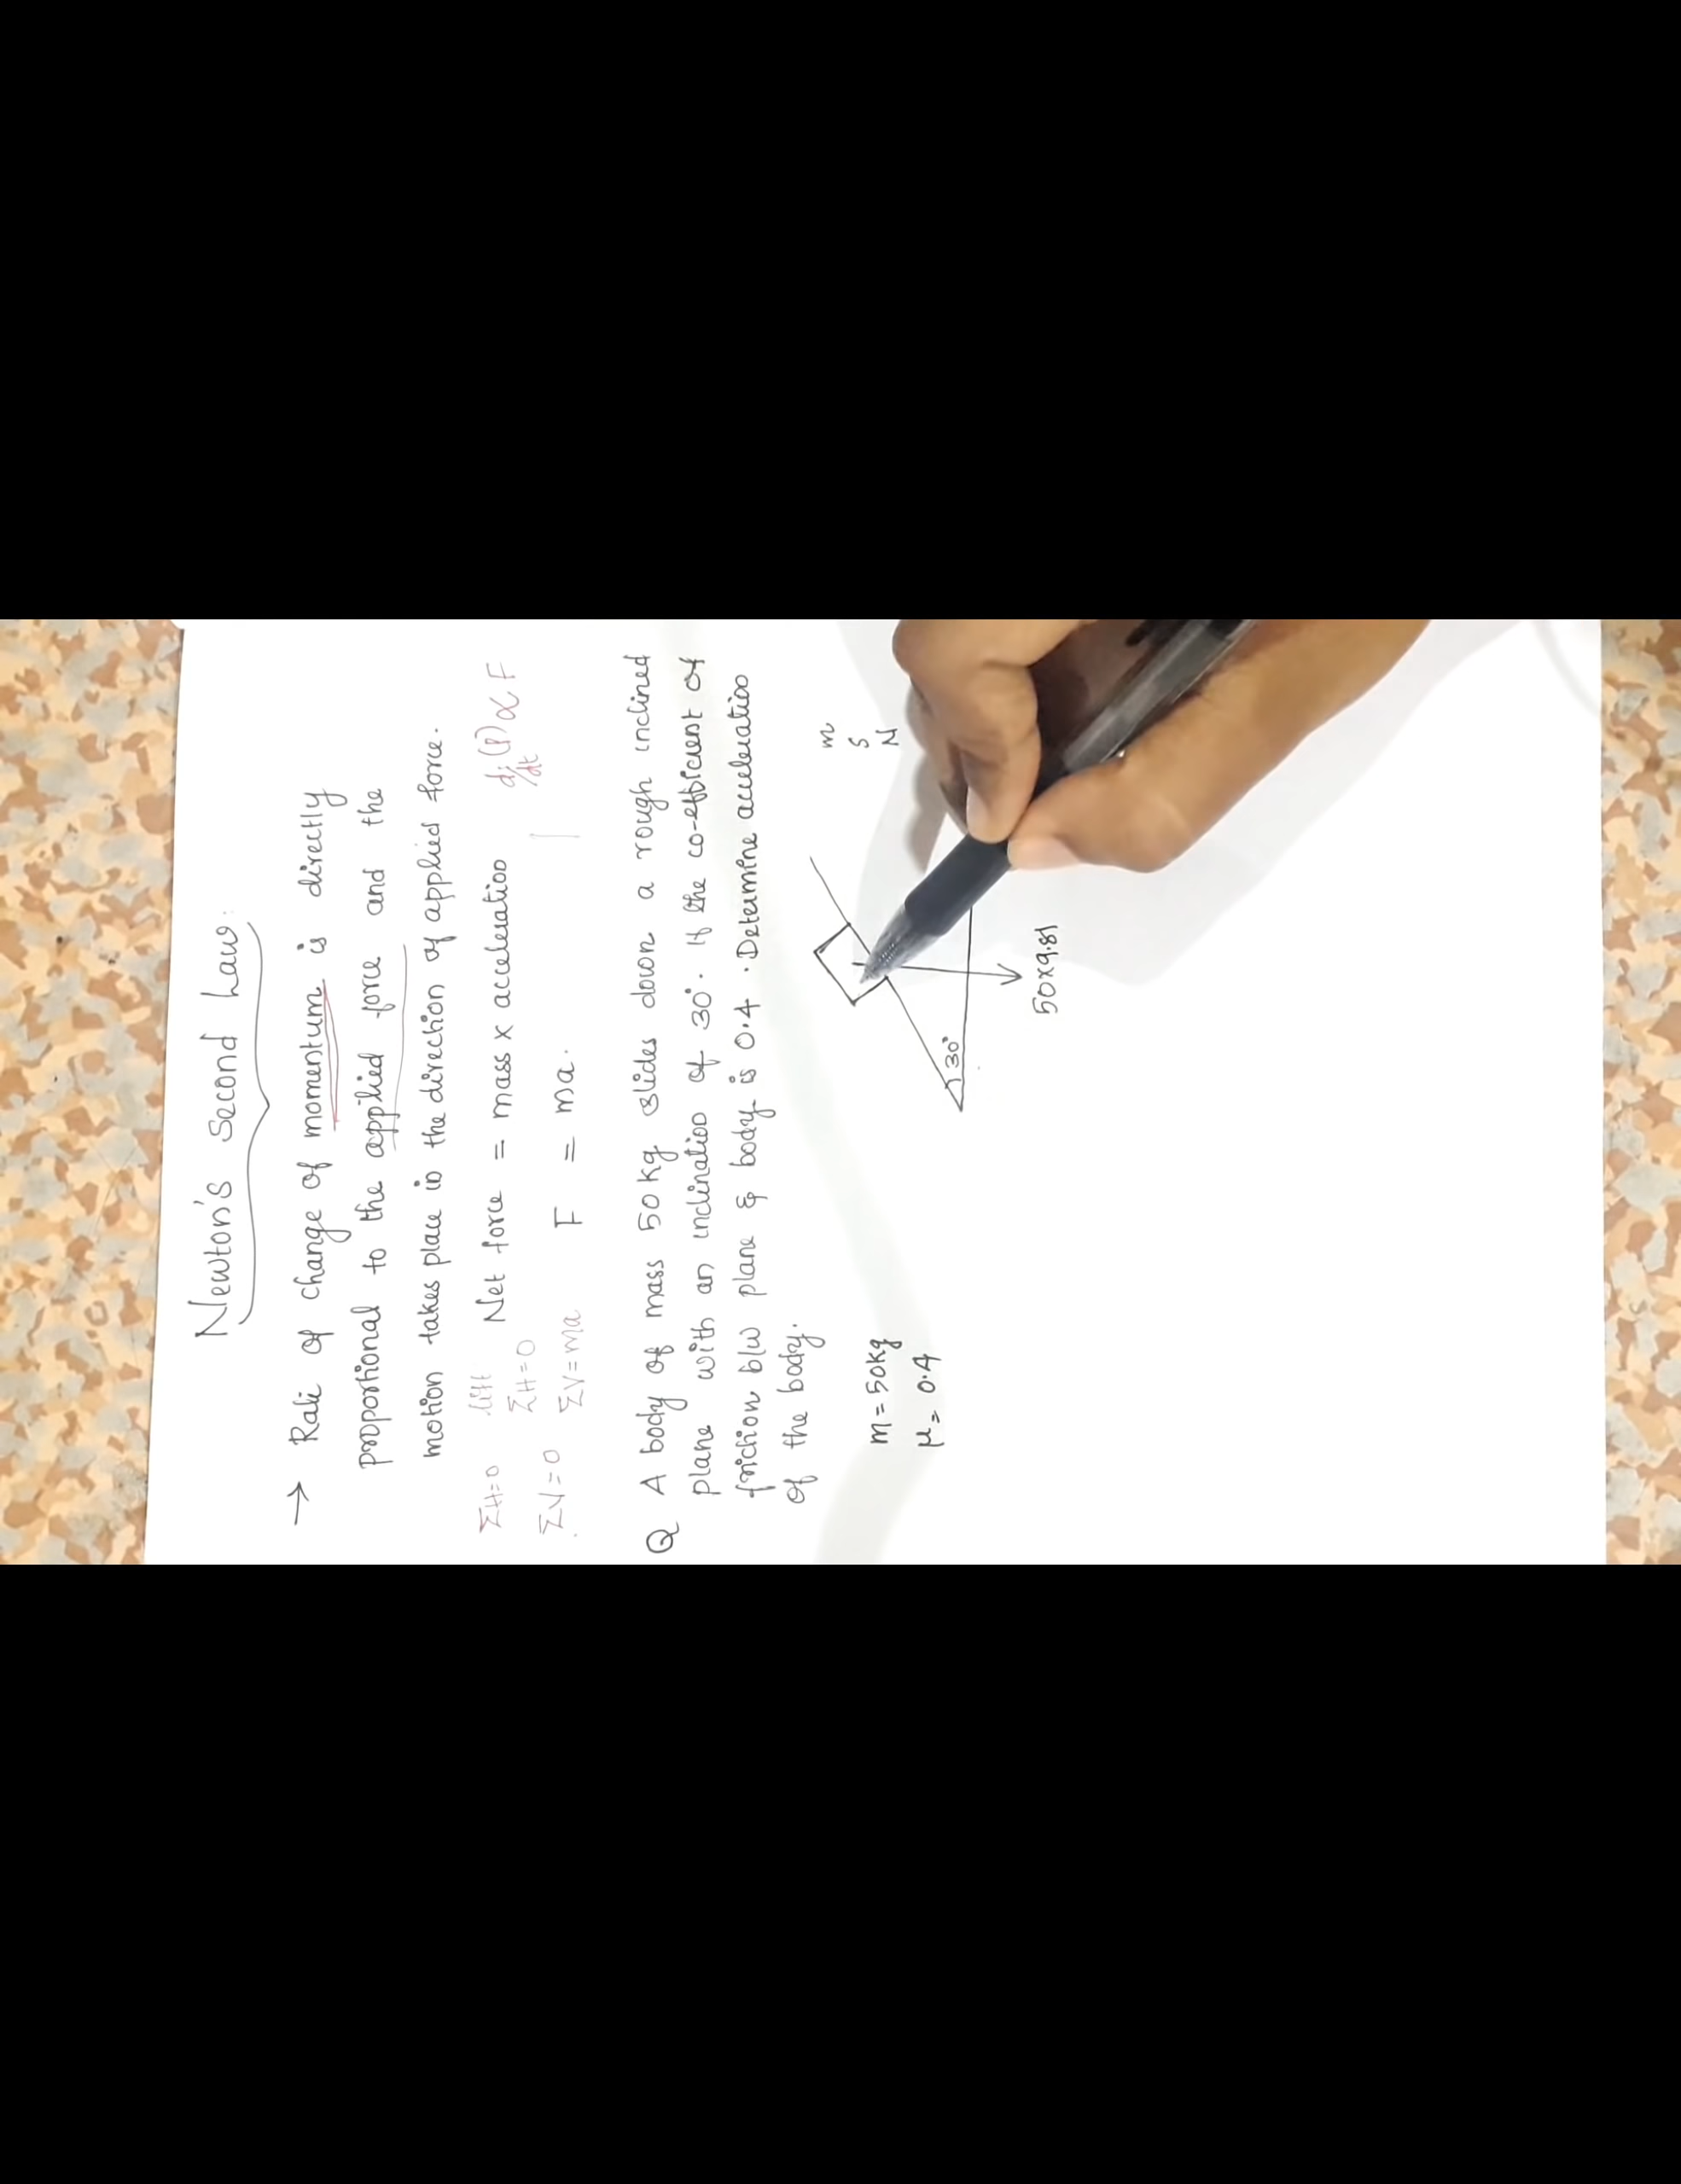 Newton's Second Law:
→ Rate of change of momentum is directly
proportional to the applied force and the
motion takes place in the direction of applied force.
ΣH=0 lift Net force = mass x acceleration d/dt (P) ∝ F
ΣH=0
ΣV=0 ΣV=ma F = ma.
Q A body of mass 50kg slides down a rough inclined
plane with an inclination of 30°. If the co-efficient of
friction b/w plane & body is 0.4. Determine acceleration
of the body.
m = 50kg
μ = 0.4
m
S
N
30°
50x9.81